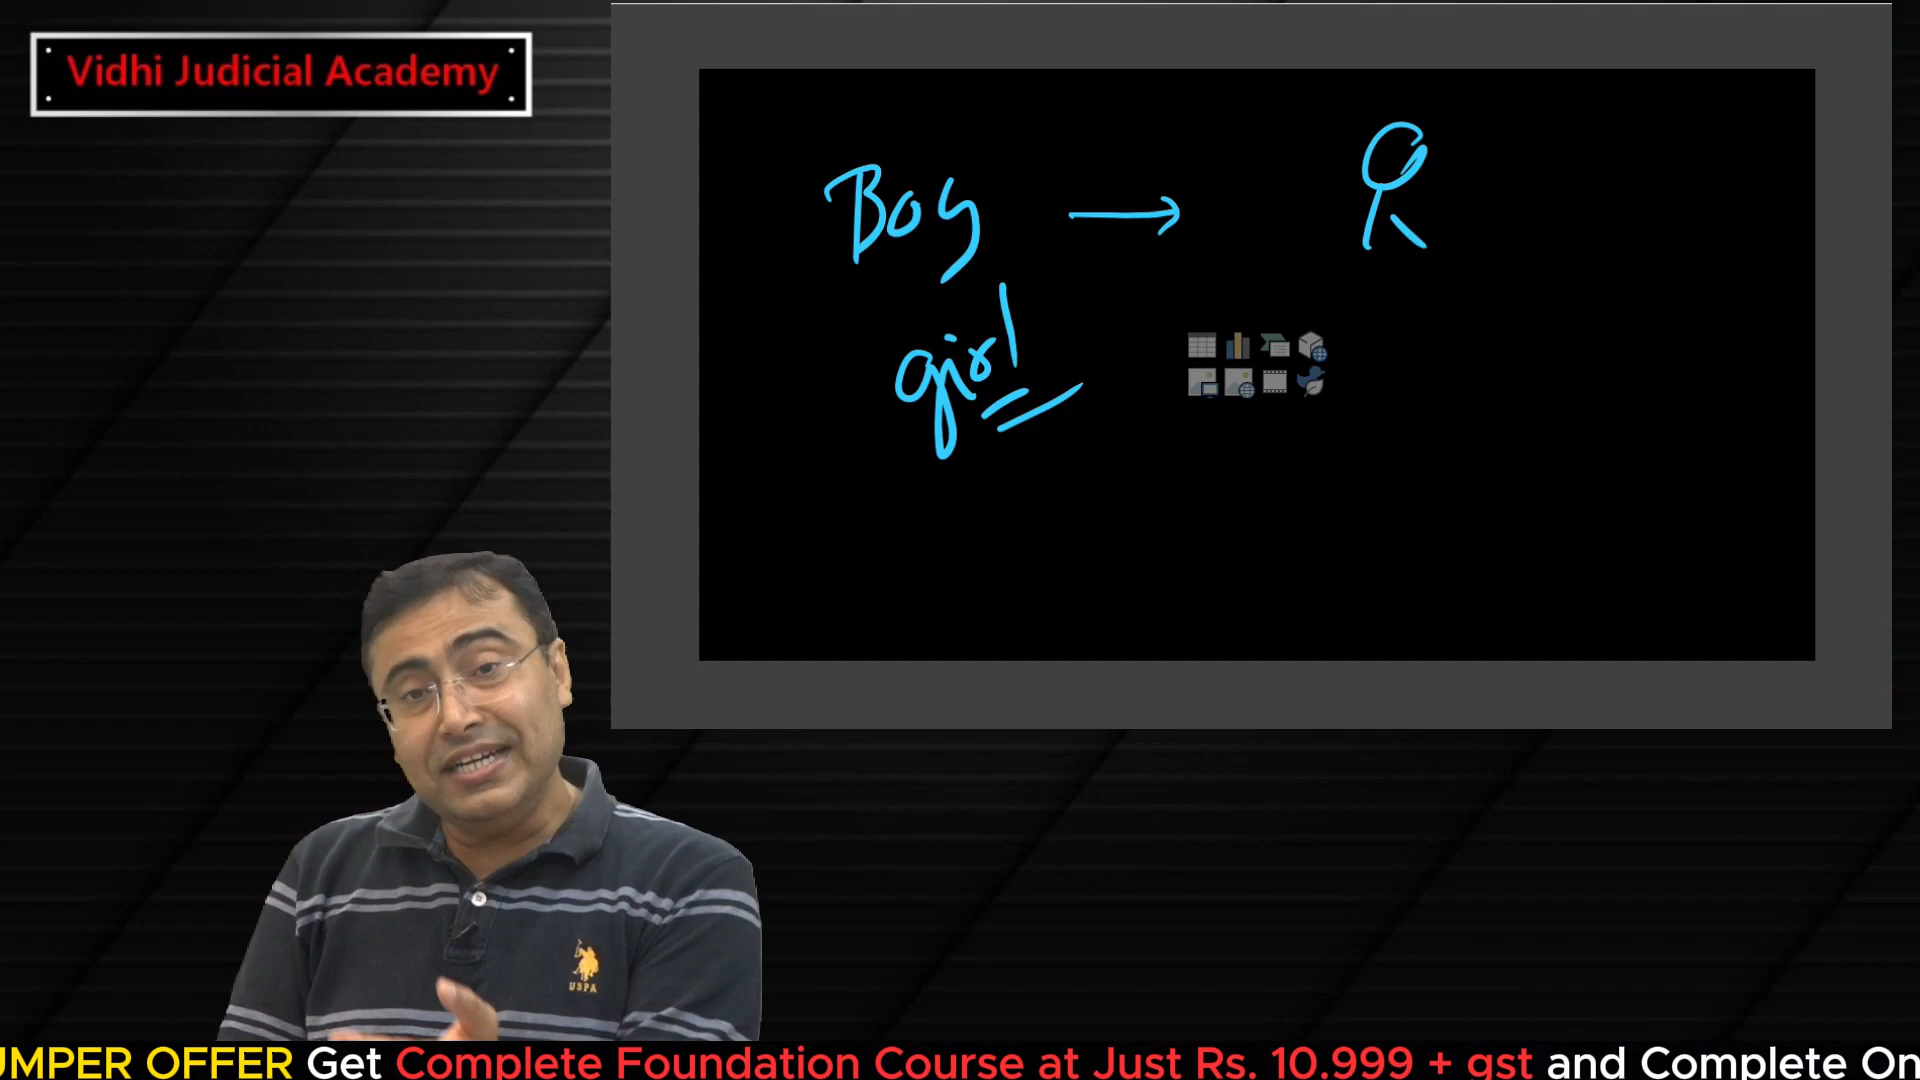 Vidhi Judicial Academy
Boy →
girl
USPA
UMPER OFFER Get Complete Foundation Course at Just Rs. 10.999 + gst and Complete On